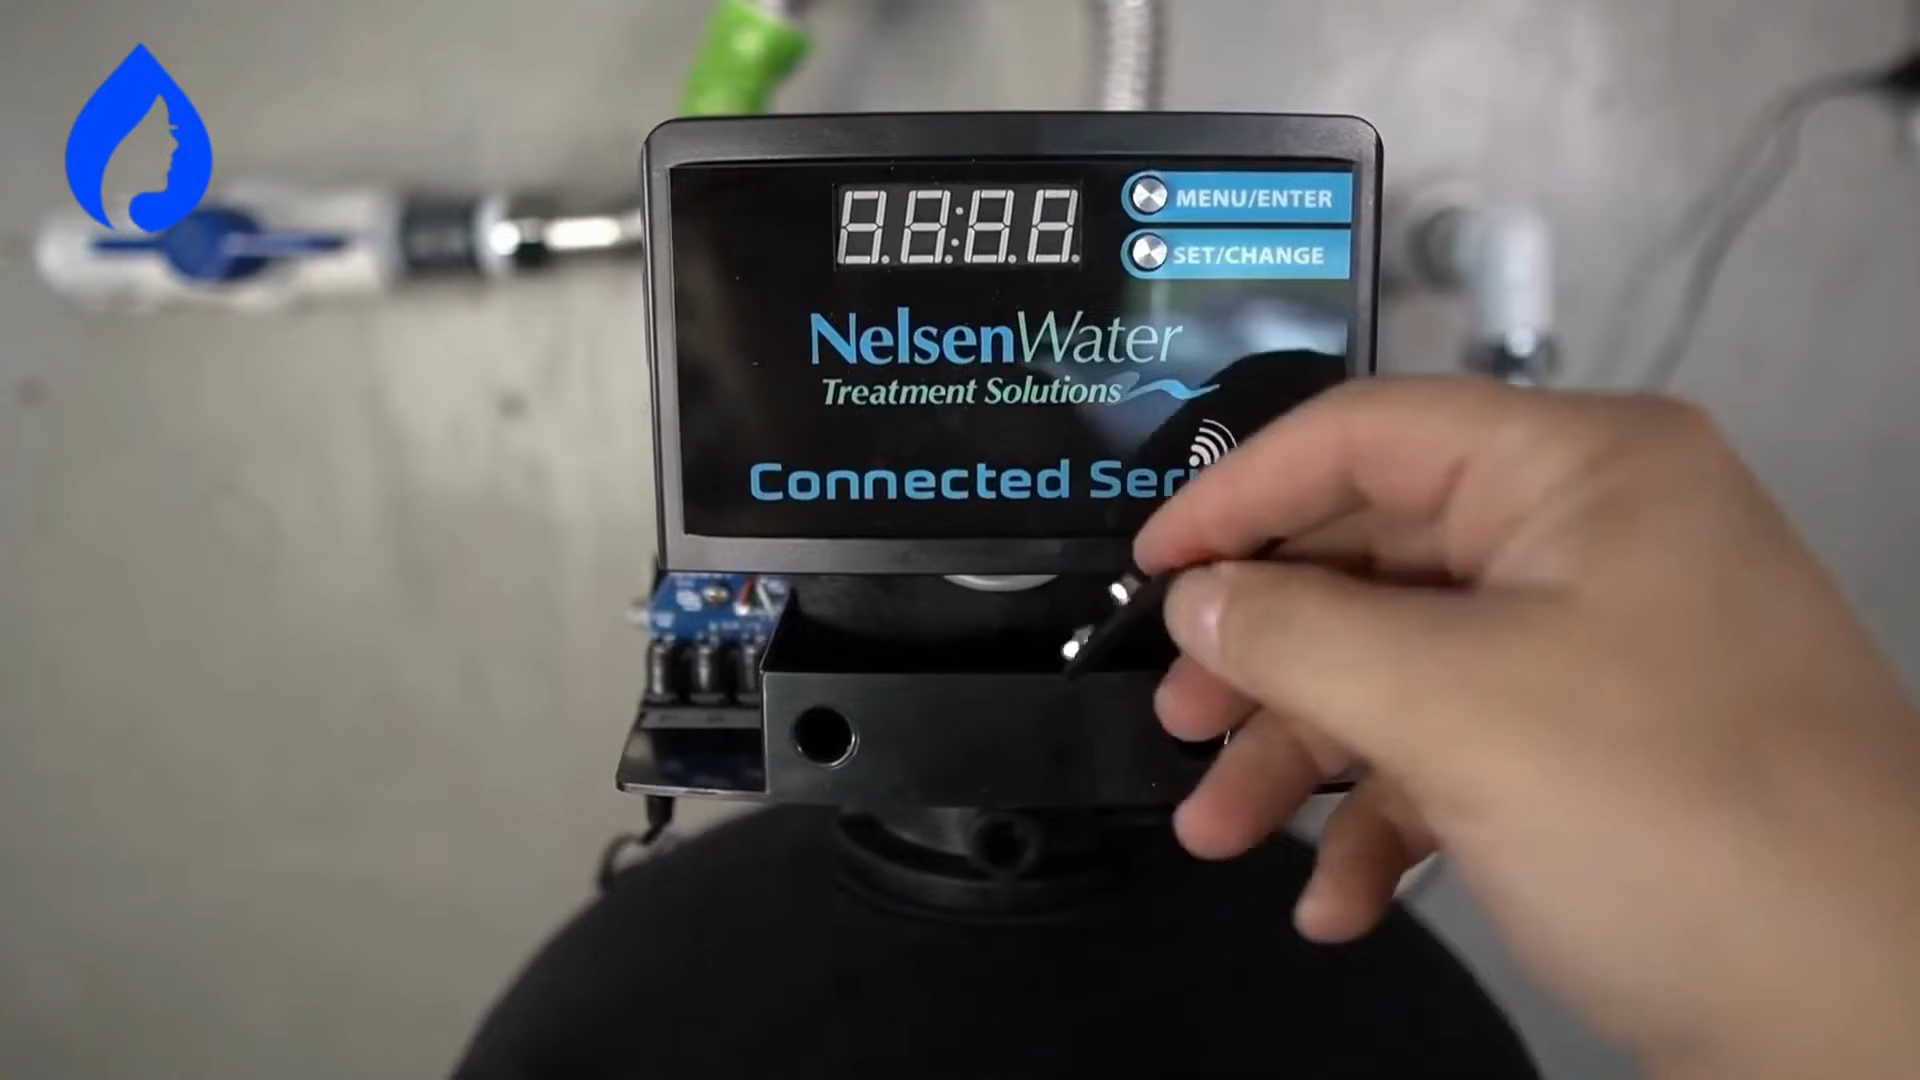 MENU/ENTER
SET/CHANGE
NelsenWater
Treatment Solutions
Connected Seri